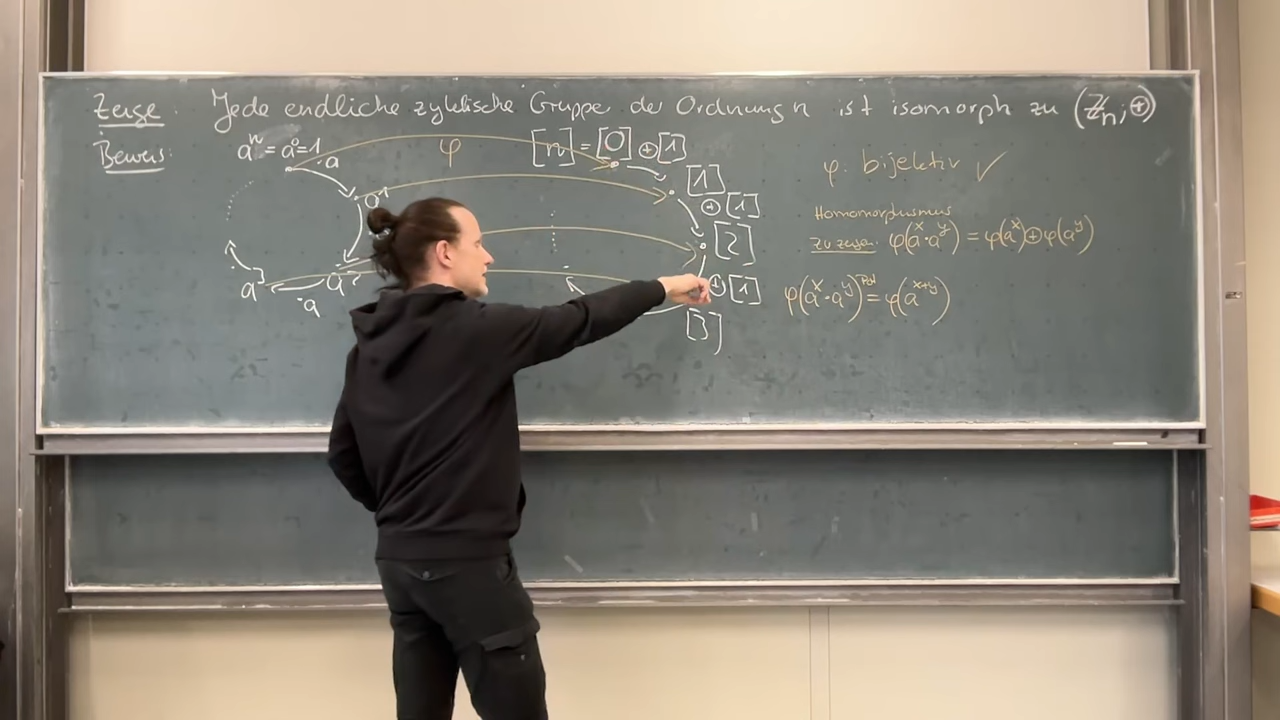 Zeige: Jede endliche zyklische Gruppe der Ordnung n ist isomorph zu (ℤₙ; ⊕)
Beweis:
aⁿ = a⁰ = 1
·a
φ
[n] = [0] ⊕ [1]
a¹
[1]
⊕ [1]
[2]
⊕ [1]
[3]
a
·a
a
φ: bijektiv ✓
Homomorphismus
Zu zeigen: φ(aˣ·aʸ) = φ(aˣ) ⊕ φ(aʸ)
φ(aˣ·aʸ) = φ(aˣ⁺ʸ)